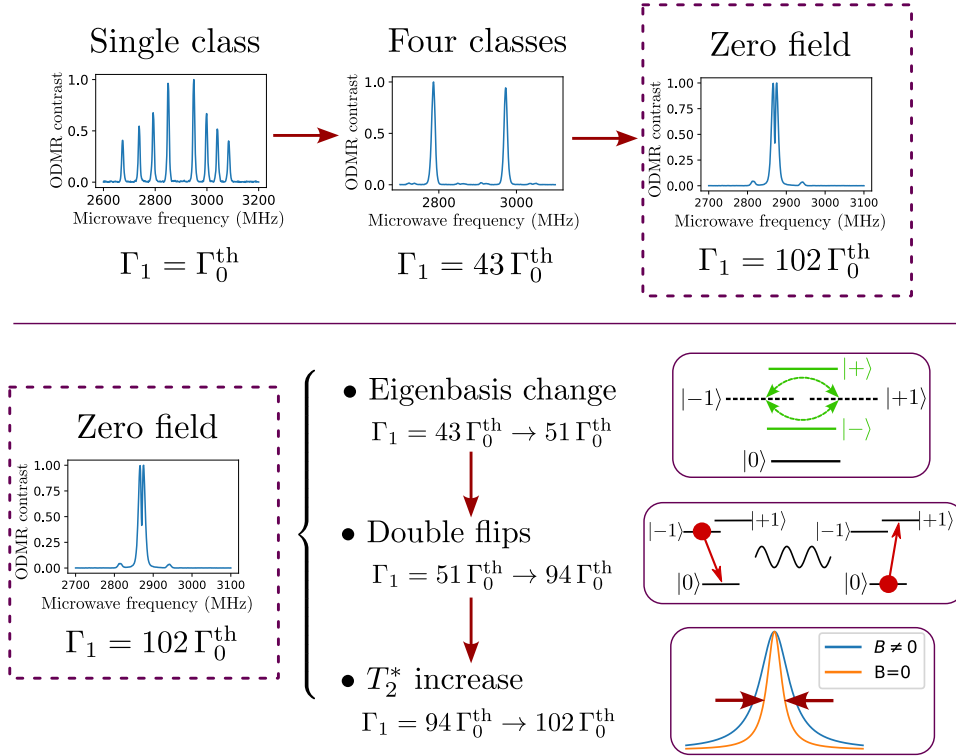 Single class
Four classes
Zero field
ODMR contrast
1.0
0.5
0.0
2600
2800
3000
3200
Microwave frequency (MHz)
ODMR contrast
1.0
0.5
0.0
2800
3000
Microwave frequency (MHz)
ODMR contrast
1.00
0.75
0.50
0.25
0.00
2700
2800
2900
3000
3100
Microwave frequency (MHz)
Γ₁ = Γ₀ᵗʰ
Γ₁ = 43 Γ₀ᵗʰ
Γ₁ = 102 Γ₀ᵗʰ
Zero field
ODMR contrast
1.00
0.75
0.50
0.25
0.00
2700
2800
2900
3000
3100
Microwave frequency (MHz)
Γ₁ = 102 Γ₀ᵗʰ
• Eigenbasis change
Γ₁ = 43 Γ₀ᵗʰ → 51 Γ₀ᵗʰ
|+⟩
|−1⟩
|+1⟩
|−⟩
|0⟩
• Double flips
Γ₁ = 51 Γ₀ᵗʰ → 94 Γ₀ᵗʰ
|−1⟩
|+1⟩
|0⟩
|−1⟩
|+1⟩
|0⟩
• T₂* increase
Γ₁ = 94 Γ₀ᵗʰ → 102 Γ₀ᵗʰ
B ≠ 0
B=0